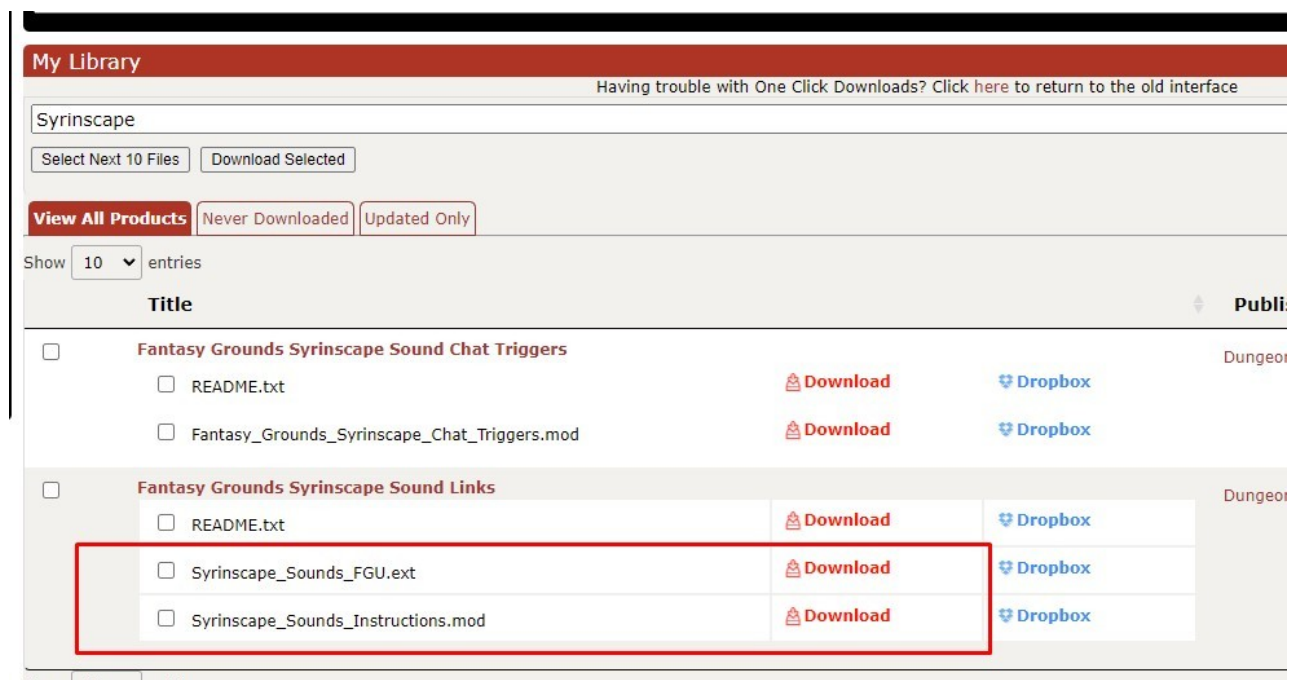 My Library
Having trouble with One Click Downloads? Click here to return to the old interface
Syrinscape
Select Next 10 Files Download Selected
View All Products Never Downloaded Updated Only
Show 10 entries
Title
Fantasy Grounds Syrinscape Sound Chat Triggers
README.txt Download Dropbox
Fantasy_Grounds_Syrinscape_Chat_Triggers.mod Download Dropbox
Fantasy Grounds Syrinscape Sound Links
README.txt Download Dropbox
Syrinscape_Sounds_FGU.ext Download Dropbox
Syrinscape_Sounds_Instructions.mod Download Dropbox